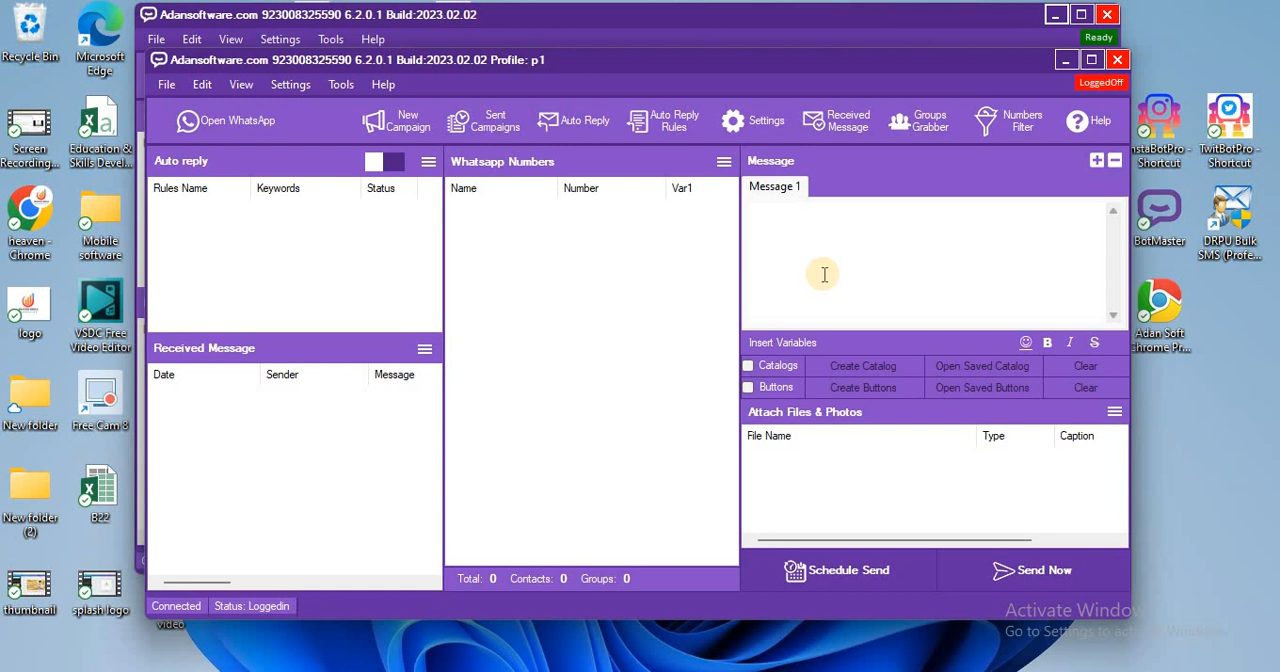 Adansoftware.com 923008325590 6.2.0.1 Build:2023.02.02
File Edit View Settings Tools Help
Ready
Adansoftware.com 923008325590 6.2.0.1 Build:2023.02.02 Profile: p1
File Edit View Settings Tools Help
LoggedOff
Open WhatsApp
New Campaign
Sent Campaigns
Auto Reply
Auto Reply Rules
Settings
Received Message
Groups Grabber
Numbers Filter
Help
Auto reply
Rules Name Keywords Status
Received Message
Date Sender Message
Whatsapp Numbers
Name Number Var1
Total: 0 Contacts: 0 Groups: 0
Message
Message 1
Insert Variables B I S
Catalogs Create Catalog Open Saved Catalog Clear
Buttons Create Buttons Open Saved Buttons Clear
Attach Files & Photos
File Name Type Caption
Schedule Send
Send Now
Connected Status: Loggedin
Activate Window
Recycle Bin
Microsoft Edge
Screen Recording...
Education & Skills Devel...
heaven - Chrome
Mobile software
logo
VSDC Free Video Editor
New folder
Free Cam 8
New folder (2)
B22
thumbnail
splash logo
video
InstaBotPro - Shortcut
TwitBotPro - Shortcut
BotMaster
DRPU Bulk SMS (Profe...
Adan Soft Chrome Pr...